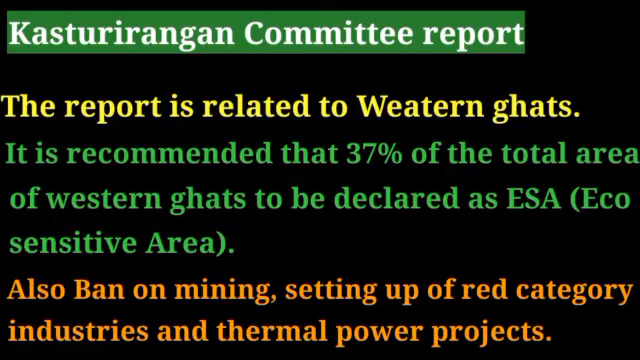 Kasturirangan Committee report
The report is related to Weatern ghats.
It is recommended that 37% of the total area
of western ghats to be declared as ESA (Eco
sensitive Area).
Also Ban on mining, setting up of red category
industries and thermal power projects.